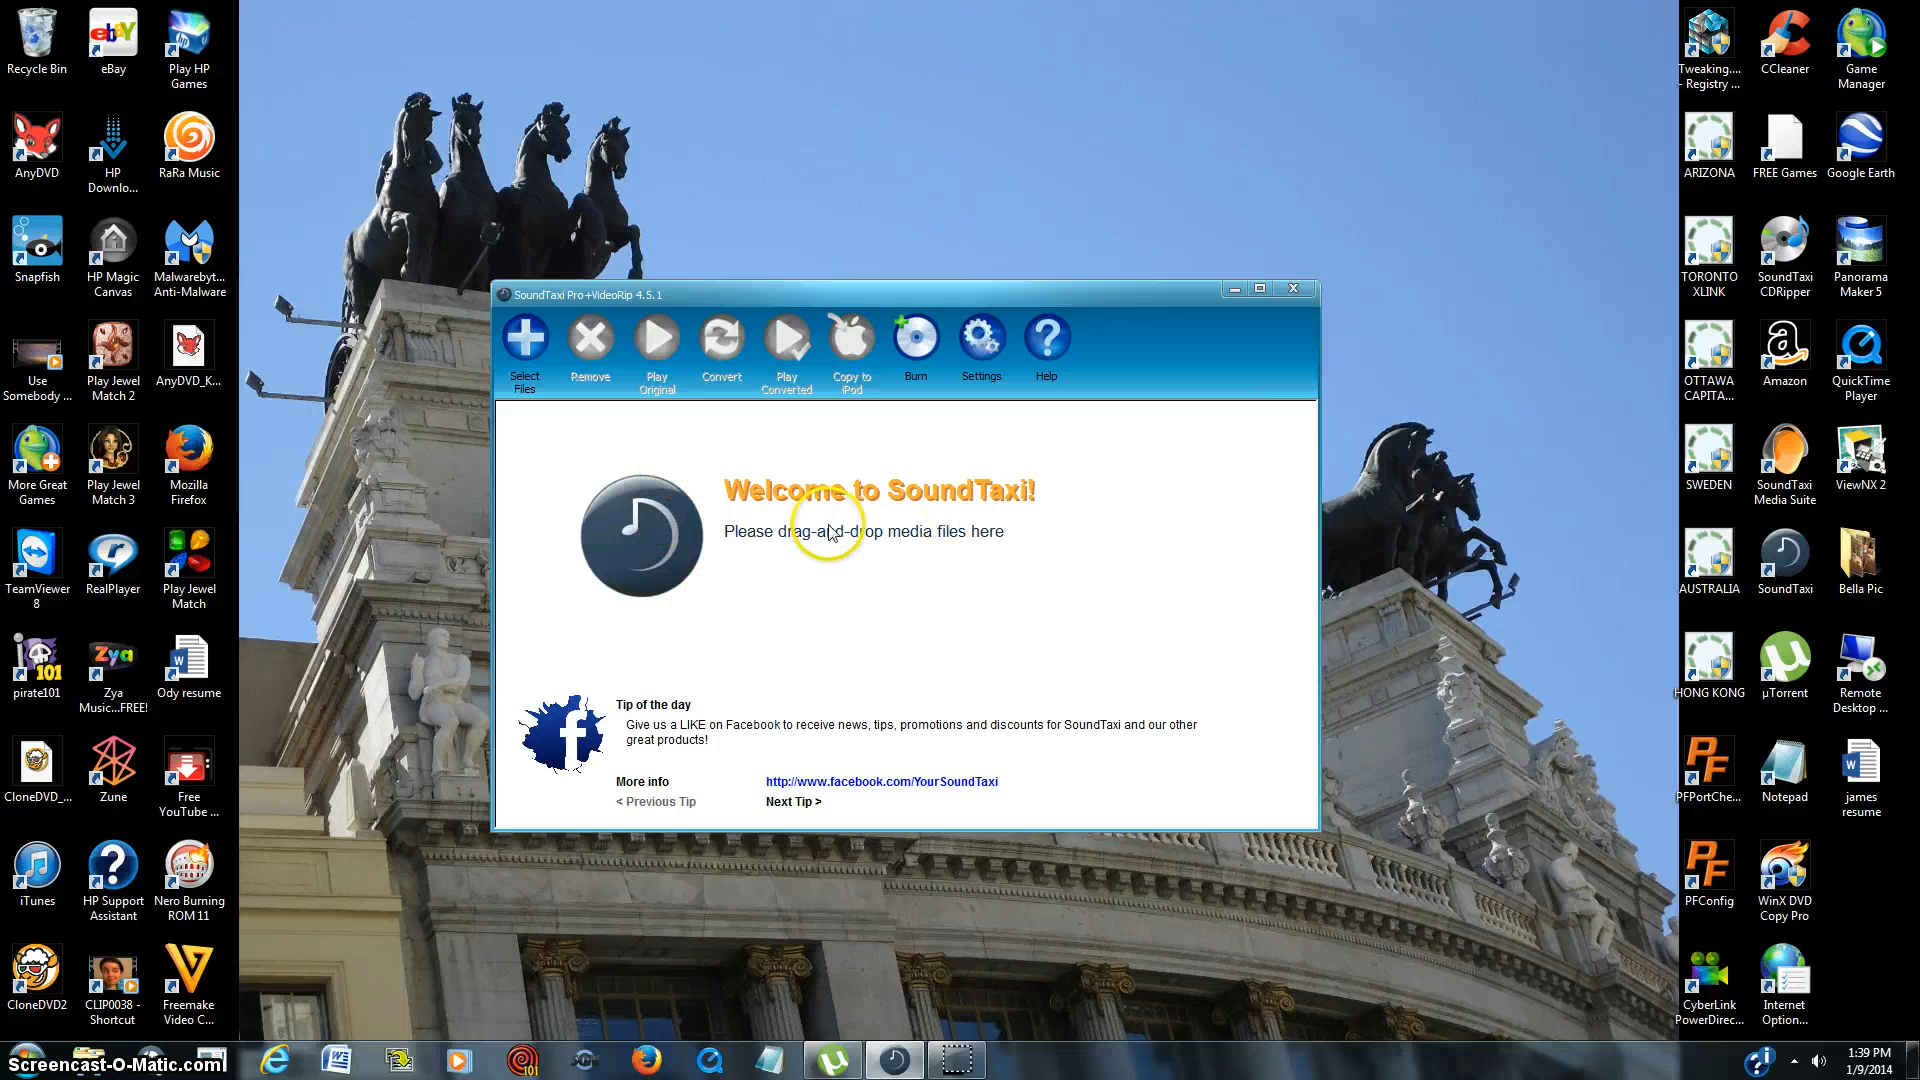 Recycle Bin
eBay
Play HP
Games
AnyDVD
HP
Downlo...
RaRa Music
Snapfish
HP Magic
Canvas
Malwarebyt...
Anti-Malware
Use
Somebody ...
Play Jewel
Match 2
AnyDVD_K...
More Great
Games
Play Jewel
Match 3
Mozilla
Firefox
TeamViewer
8
RealPlayer
Play Jewel
Match
pirate101
Zya
Music...FREE!
Ody resume
CloneDVD_...
Zune
Free
YouTube ...
iTunes
HP Support
Assistant
Nero Burning
ROM 11
CloneDVD2
CLIP0038 -
Shortcut
Freemake
Video C...
SoundTaxi Pro+VideoRip 4.5.1
Select
Files
Remove
Play
Original
Convert
Play
Converted
Copy to
iPod
Burn
Settings
Help
Welcome to SoundTaxi!
Please drag-and-drop media files here
Tip of the day
Give us a LIKE on Facebook to receive news, tips, promotions and discounts for SoundTaxi and our other
great products!
More info
http://www.facebook.com/YourSoundTaxi
< Previous Tip
Next Tip >
Tweaking....
- Registry ...
CCleaner
Game
Manager
ARIZONA
FREE Games
Google Earth
TORONTO
XLINK
SoundTaxi
CDRipper
Panorama
Maker 5
OTTAWA
CAPITA...
Amazon
QuickTime
Player
SWEDEN
SoundTaxi
Media Suite
ViewNX 2
AUSTRALIA
SoundTaxi
Bella Pic
HONG KONG
µTorrent
Remote
Desktop ...
PFPortChe...
Notepad
james
resume
PFConfig
WinX DVD
Copy Pro
CyberLink
PowerDirec...
Internet
Option...
Screencast-O-Matic.com
1:39 PM
1/9/2014